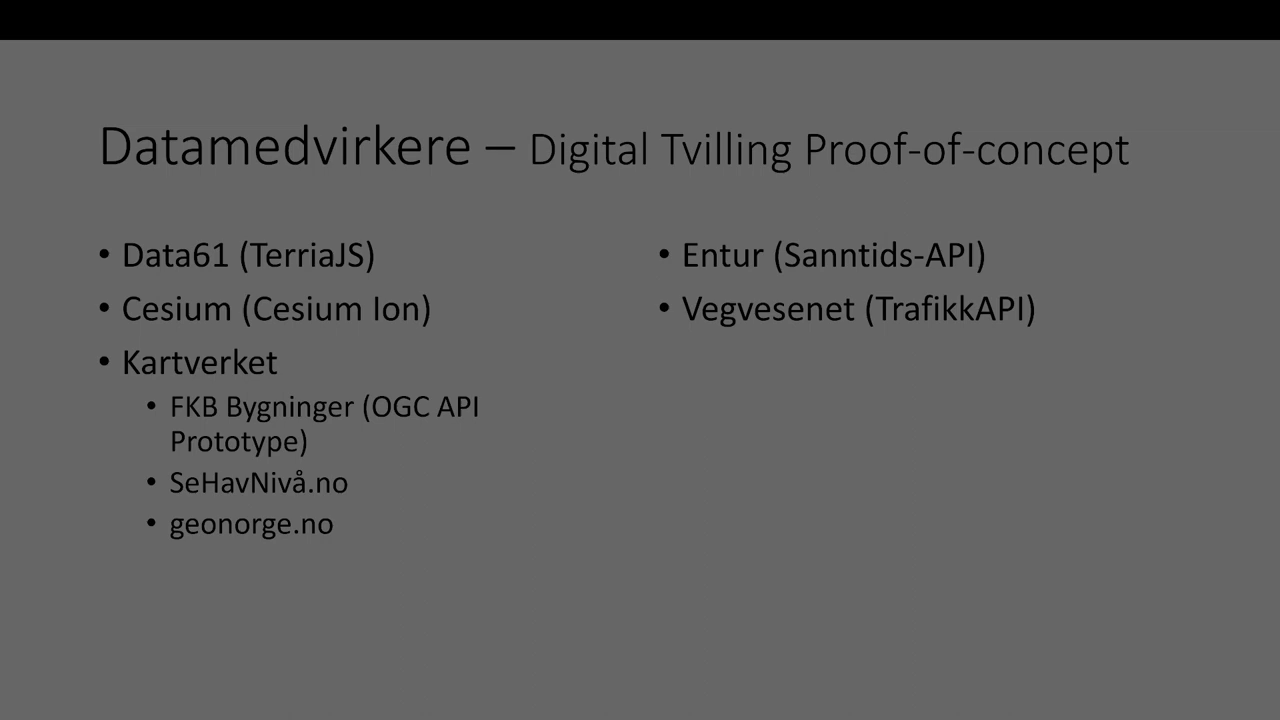 Datamedvirkere – Digital Tvilling Proof-of-concept
• Data61 (TerriaJS)
• Cesium (Cesium Ion)
• Kartverket
• FKB Bygninger (OGC API
Prototype)
• SeHavNivå.no
• geonorge.no
• Entur (Sanntids-API)
• Vegvesenet (TrafikkAPI)